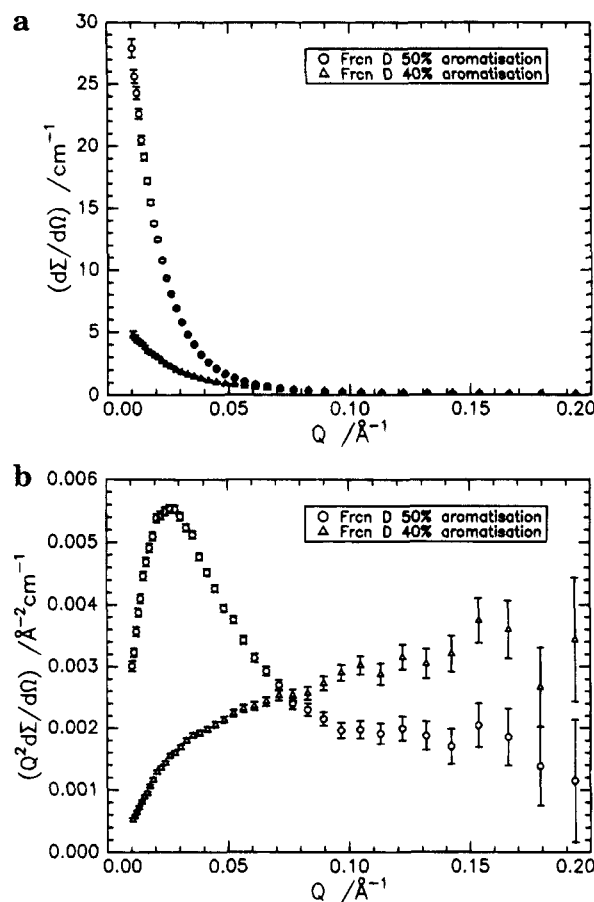 a
30
25
20
15
10
5
0
(dΣ/dΩ) /cm⁻¹
Frcn D 50% aromatisation
Frcn D 40% aromatisation
0.00 0.05 0.10 0.15 0.20
Q /Å⁻¹
b
0.006
0.005
0.004
0.003
0.002
0.001
0.000
(Q²dΣ/dΩ) /Å⁻²cm⁻¹
Frcn D 50% aromatisation
Frcn D 40% aromatisation
0.00 0.05 0.10 0.15 0.20
Q /Å⁻¹